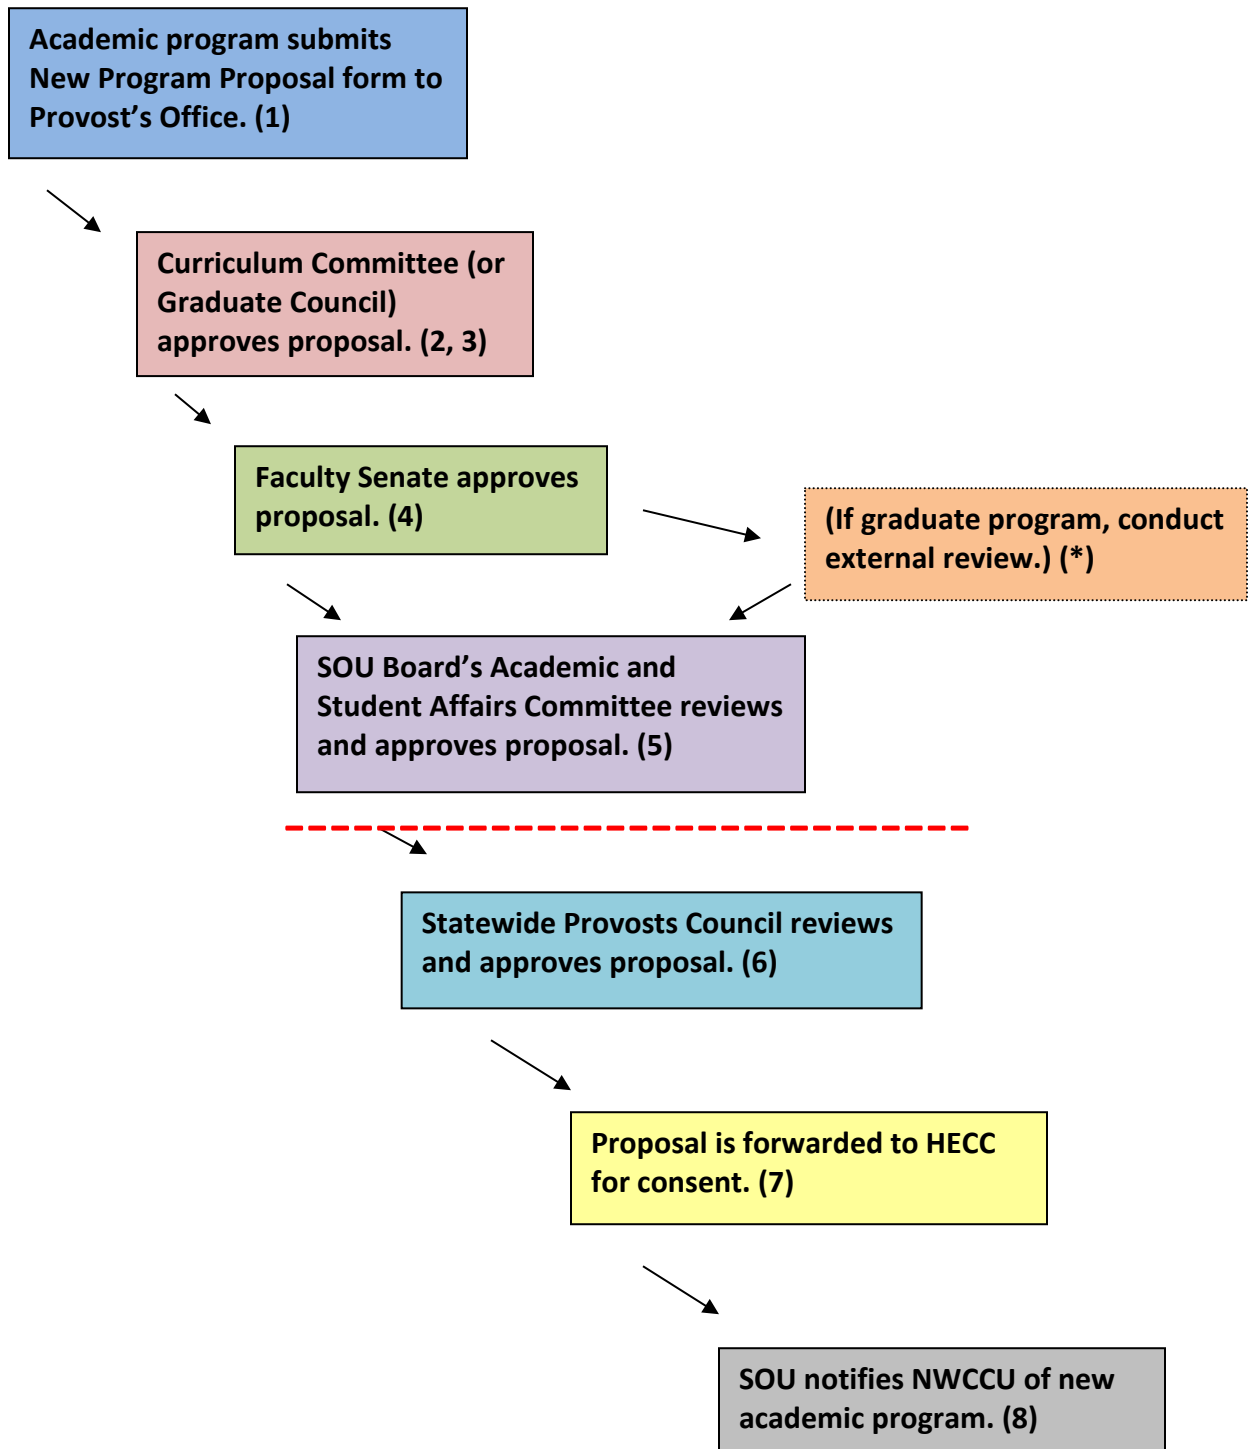 Academic program submits
New Program Proposal form to
Provost’s Office. (1)
Curriculum Committee (or
Graduate Council)
approves proposal. (2, 3)
Faculty Senate approves
proposal. (4)
(If graduate program, conduct
external review.) (*)
SOU Board’s Academic and
Student Affairs Committee reviews
and approves proposal. (5)
Statewide Provosts Council reviews
and approves proposal. (6)
Proposal is forwarded to HECC
for consent. (7)
SOU notifies NWCCU of new
academic program. (8)